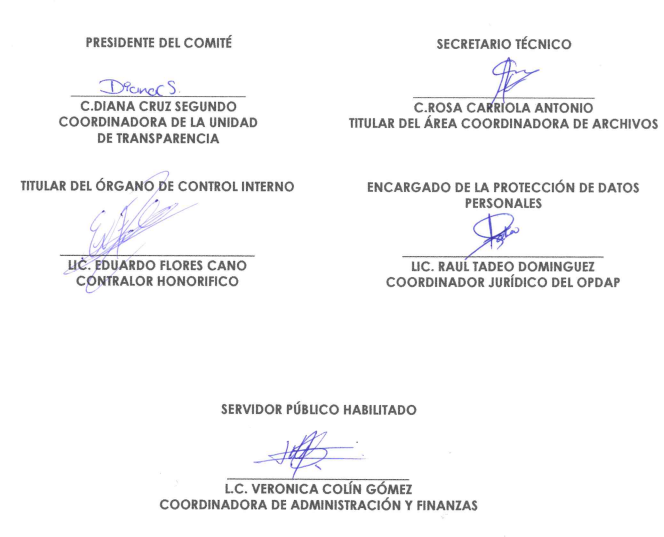 PRESIDENTE DEL COMITÉ
Diana S.
C.DIANA CRUZ SEGUNDO
COORDINADORA DE LA UNIDAD
DE TRANSPARENCIA
SECRETARIO TÉCNICO
C.ROSA CARRIOLA ANTONIO
TITULAR DEL ÁREA COORDINADORA DE ARCHIVOS
TITULAR DEL ÓRGANO DE CONTROL INTERNO
LIC. EDUARDO FLORES CANO
CONTRALOR HONORIFICO
ENCARGADO DE LA PROTECCIÓN DE DATOS
PERSONALES
LIC. RAUL TADEO DOMINGUEZ
COORDINADOR JURÍDICO DEL OPDAP
SERVIDOR PÚBLICO HABILITADO
L.C. VERONICA COLÍN GÓMEZ
COORDINADORA DE ADMINISTRACIÓN Y FINANZAS